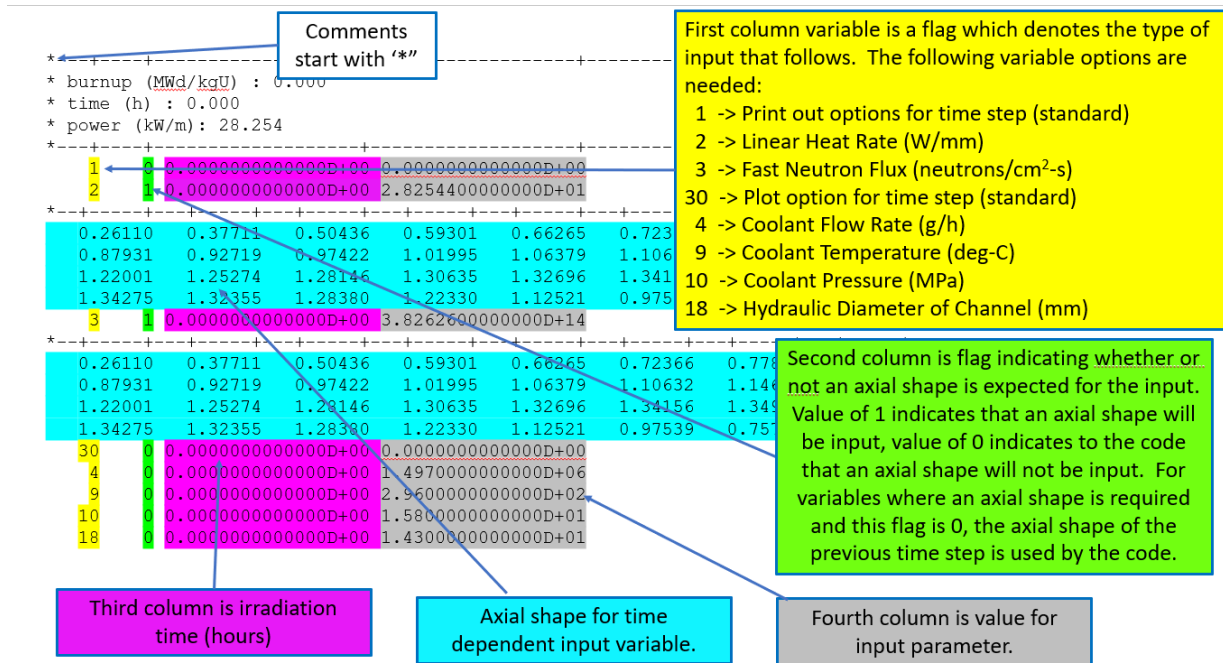 Comments
start with ‘*”
*
* burnup (MWd/kgU) : 0.000
* time (h) : 0.000
* power (kW/m): 28.254
1 0 0.0000000000000D+00 0.0000000000000D+00
2 1 0.0000000000000D+00 2.8254400000000D+01
0.26110 0.37711 0.50436 0.59301 0.66265 0.723
0.87931 0.92719 0.97422 1.01995 1.06379 1.106
1.22001 1.25274 1.28146 1.30635 1.32696 1.341
1.34275 1.32355 1.28380 1.22330 1.12521 0.975
3 1 0.0000000000000D+00 3.8262600000000D+14
0.26110 0.37711 0.50436 0.59301 0.66265 0.72366 0.778
0.87931 0.92719 0.97422 1.01995 1.06379 1.10632 1.146
1.22001 1.25274 1.28146 1.30635 1.32696 1.34156 1.349
1.34275 1.32355 1.28380 1.22330 1.12521 0.97539 0.757
30 0 0.0000000000000D+00 0.0000000000000D+00
4 0 0.0000000000000D+00 1.4970000000000D+06
9 0 0.0000000000000D+00 2.9600000000000D+02
10 0 0.0000000000000D+00 1.5800000000000D+01
18 0 0.0000000000000D+00 1.4300000000000D+01
First column variable is a flag which denotes the type of
input that follows. The following variable options are
needed:
1 -> Print out options for time step (standard)
2 -> Linear Heat Rate (W/mm)
3 -> Fast Neutron Flux (neutrons/cm²-s)
30 -> Plot option for time step (standard)
4 -> Coolant Flow Rate (g/h)
9 -> Coolant Temperature (deg-C)
10 -> Coolant Pressure (MPa)
18 -> Hydraulic Diameter of Channel (mm)
Second column is flag indicating whether or
not an axial shape is expected for the input.
Value of 1 indicates that an axial shape will
be input, value of 0 indicates to the code
that an axial shape will not be input. For
variables where an axial shape is required
and this flag is 0, the axial shape of the
previous time step is used by the code.
Third column is irradiation
time (hours)
Axial shape for time
dependent input variable.
Fourth column is value for
input parameter.